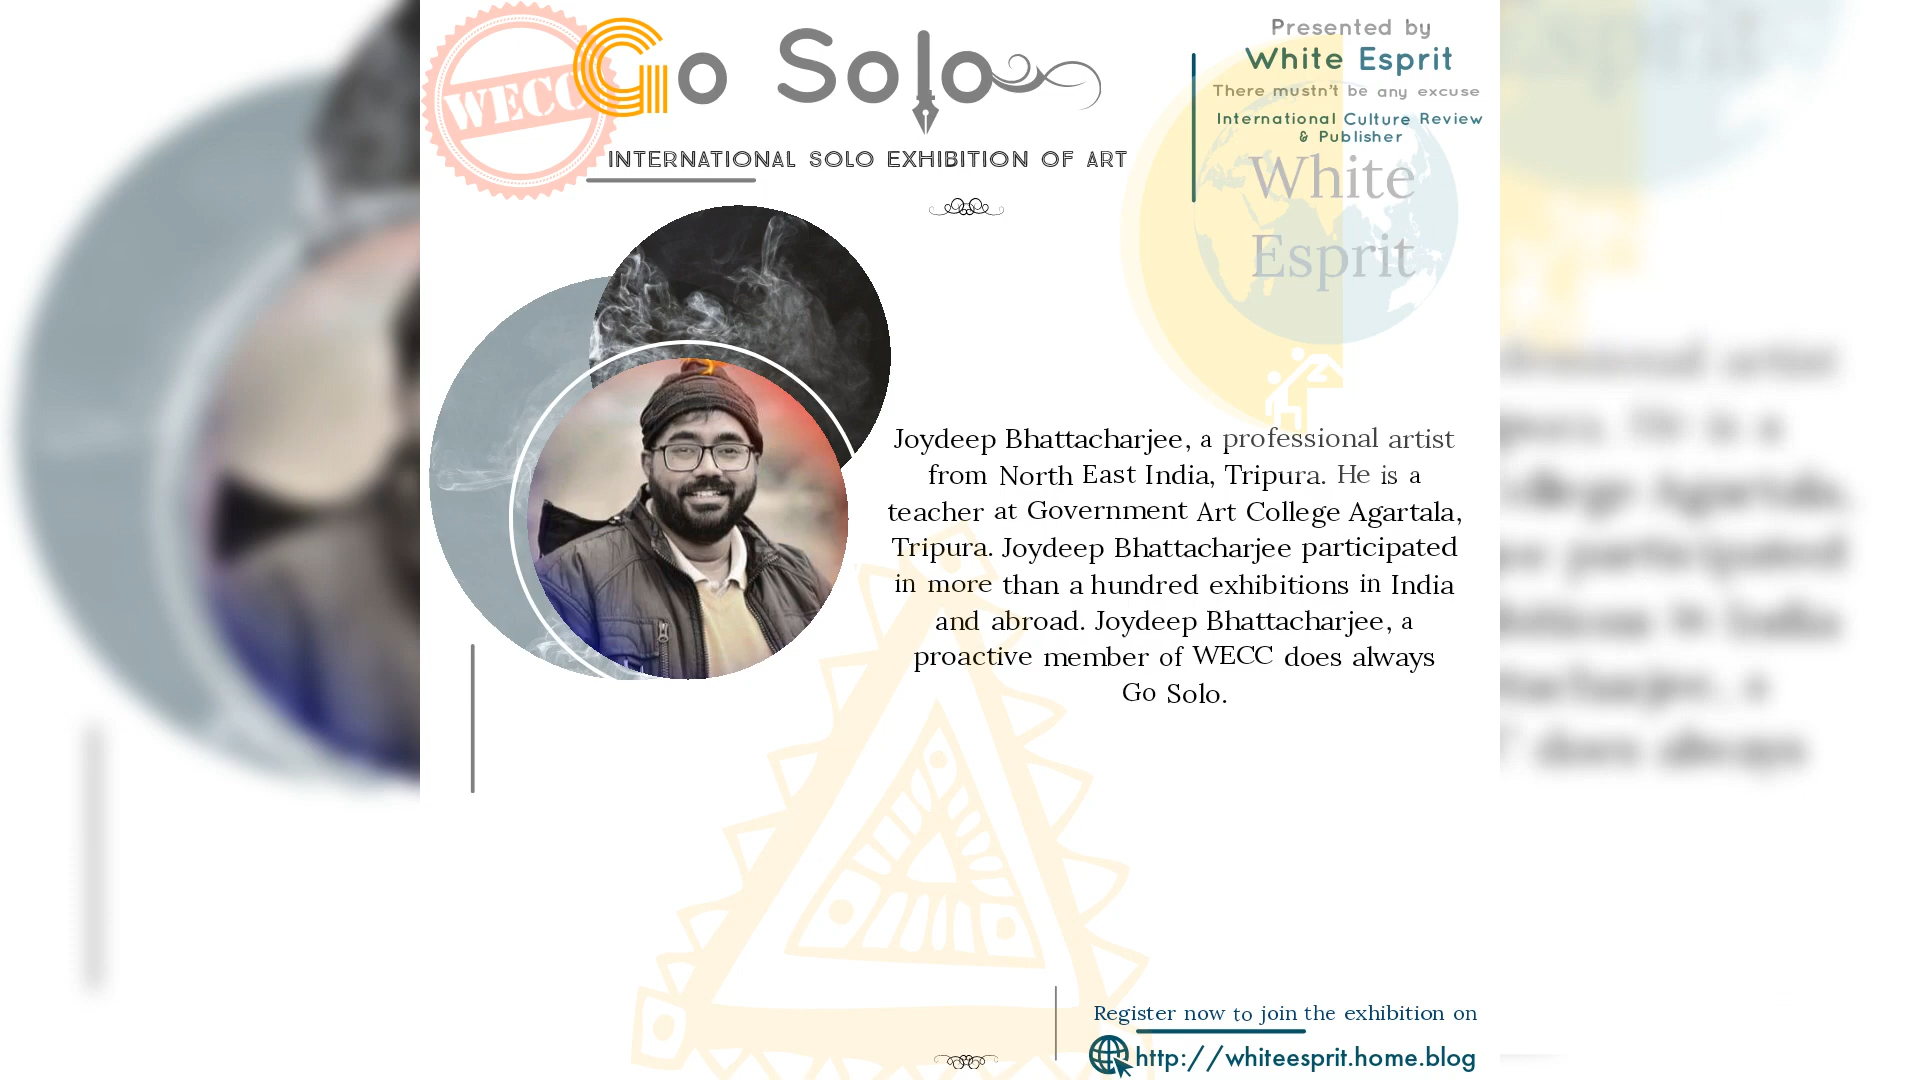 WECC
Go Solo
INTERNATIONAL SOLO EXHIBITION OF ART
Presented by
White Esprit
There mustn't be any excuse
International Culture Review
& Publisher
White
Esprit
Joydeep Bhattacharjee, a professional artist
from North East India, Tripura. He is a
teacher at Government Art College Agartala,
Tripura. Joydeep Bhattacharjee participated
in more than a hundred exhibitions in India
and abroad. Joydeep Bhattacharjee, a
proactive member of WECC does always
Go Solo.
Register now to join the exhibition on
http://whiteesprit.home.blog